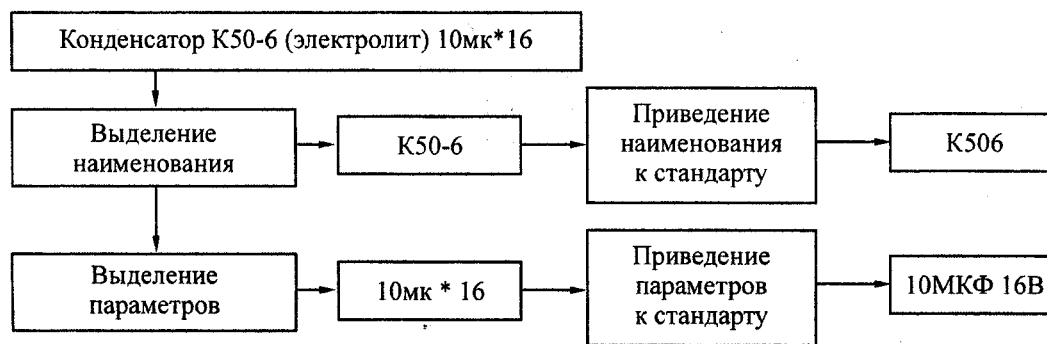 Конденсатор К50-6 (электролит) 10мк*16
Выделение
наименования
К50-6
Приведение
наименования
к стандарту
К506
Выделение
параметров
10мк * 16
Приведение
параметров
к стандарту
10МКФ 16В